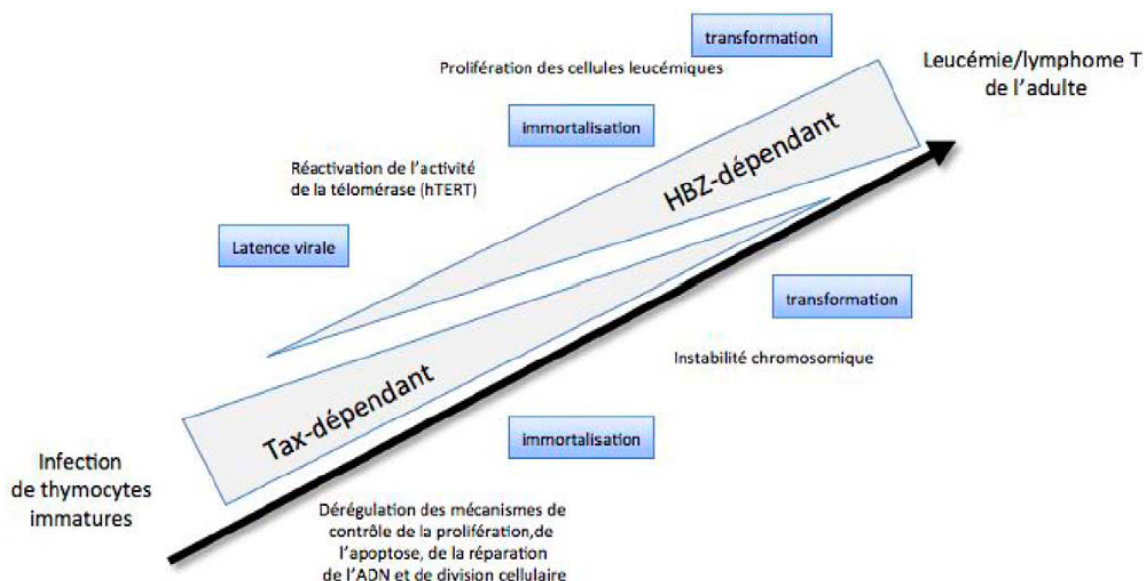 transformation
Prolifération des cellules leucémiques
Leucémie/lymphome T
de l'adulte
immortalisation
HBZ-dépendant
Réactivation de l'activité
de la télomérase (hTERT)
Latence virale
transformation
Instabilité chromosomique
Tax-dépendant
immortalisation
Infection
de thymocytes
immatures
Dérégulation des mécanismes de
contrôle de la prolifération,de
l'apoptose, de la réparation
de l'ADN et de division cellulaire